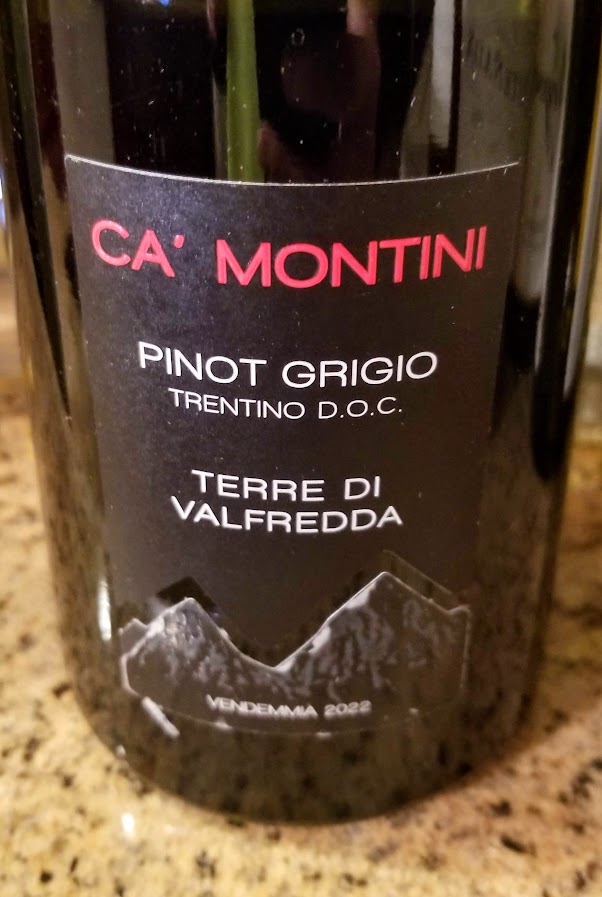 CA' MONTINI
PINOT GRIGIO
TRENTINO D.O.C.
TERRE DI
VALFREDDA
VENDEMMIA 2022